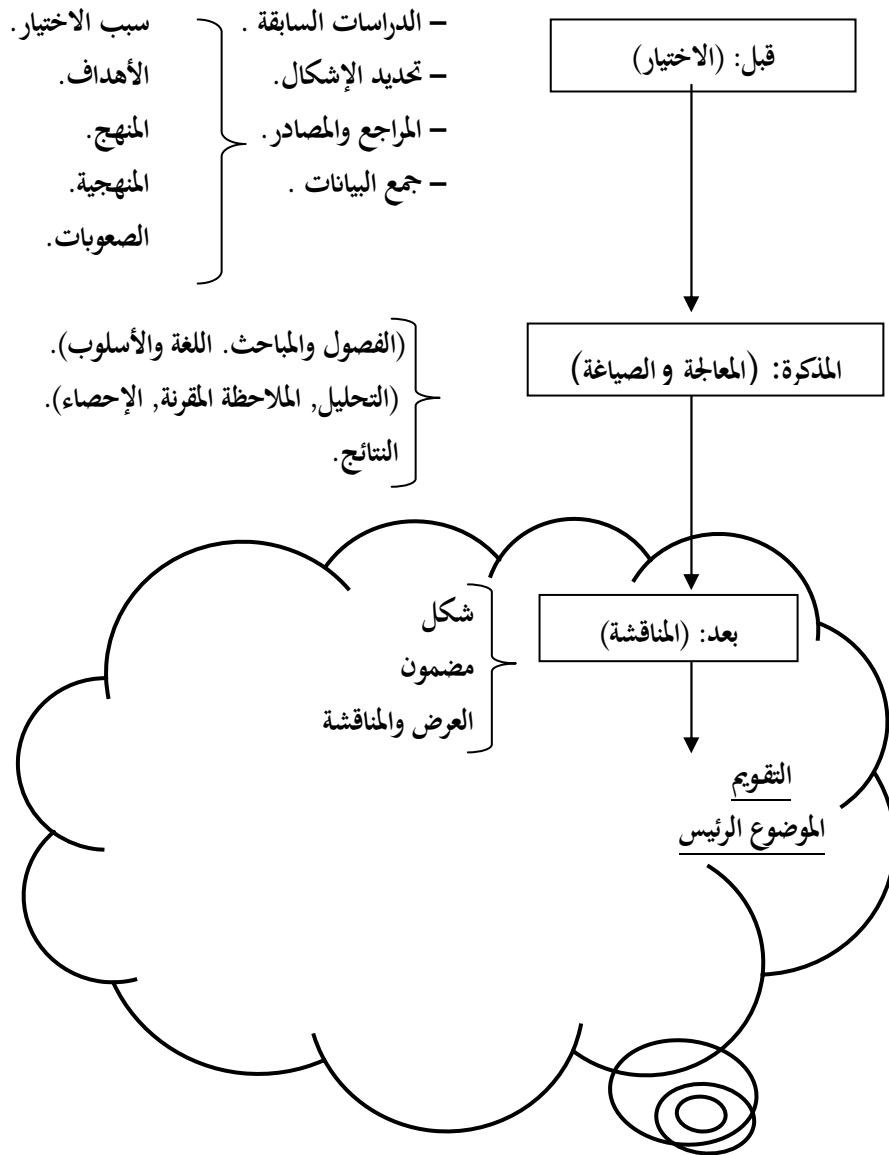 قبل: (الاختيار)
– الدراسات السابقة .
– تحديد الإشكال.
– المراجع والمصادر.
– جمع البيانات .
سبب الاختيار.
الأهداف.
المنهج.
المنهجية.
الصعوبات.
المذكرة: (المعالجة و الصياغة)
(الفصول والمباحث. اللغة والأسلوب).
(التحليل, الملاحظة المقرنة, الإحصاء).
النتائج.
بعد: (المناقشة)
شكل
مضمون
العرض والمناقشة
التقويم
الموضوع الرئيس